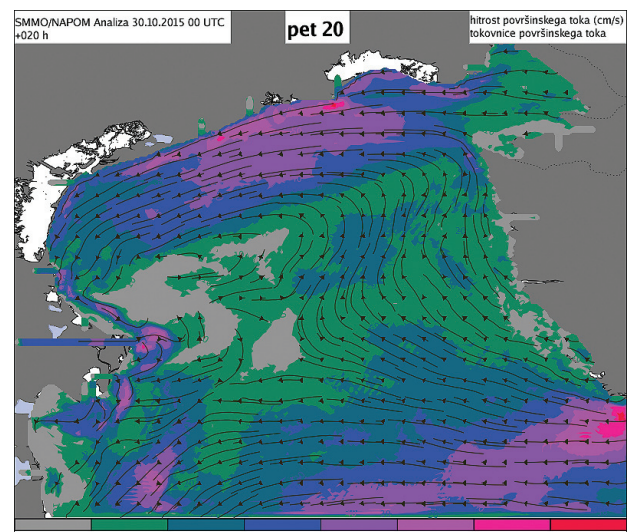 SMMO/NAPOM Analiza 30.10.2015 00 UTC
+020 h
pet 20
hitrost površinskega toka (cm/s)
tokovnice površinskega toka